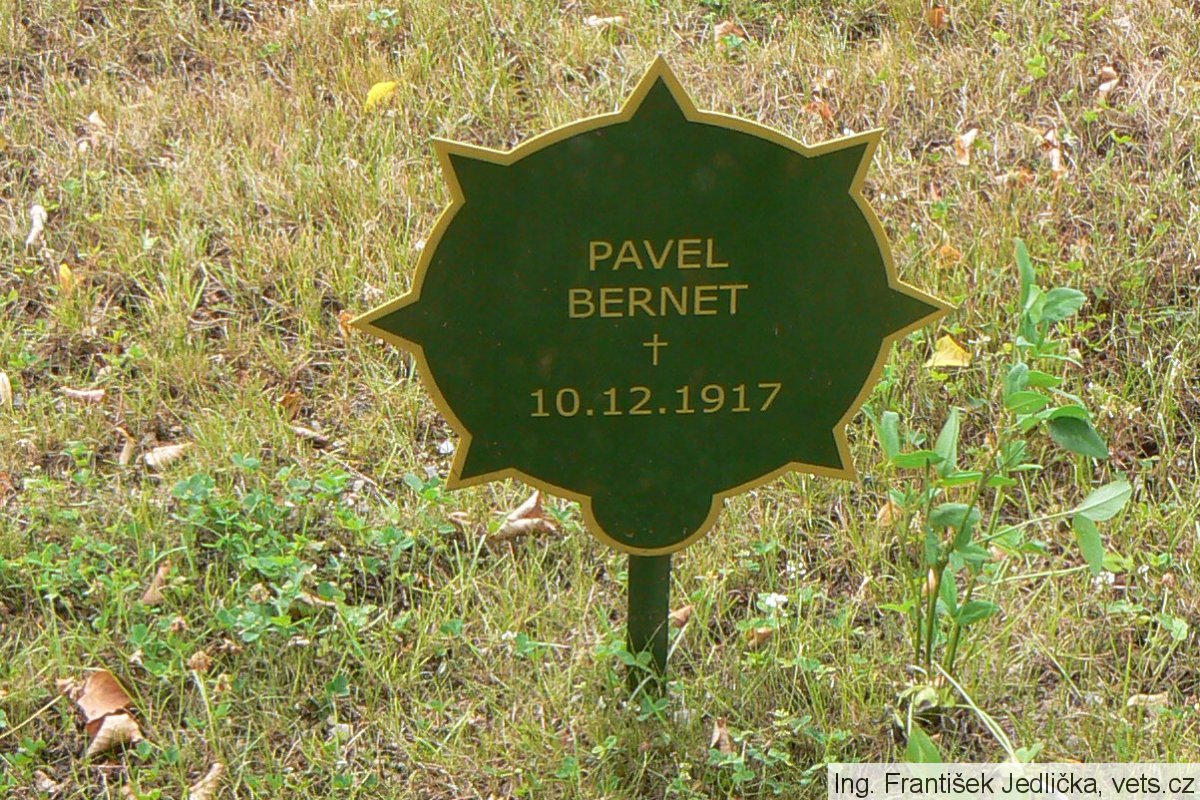 PAVEL
BERNET
†
10.12.1917
Ing. František Jedlička, vets.cz